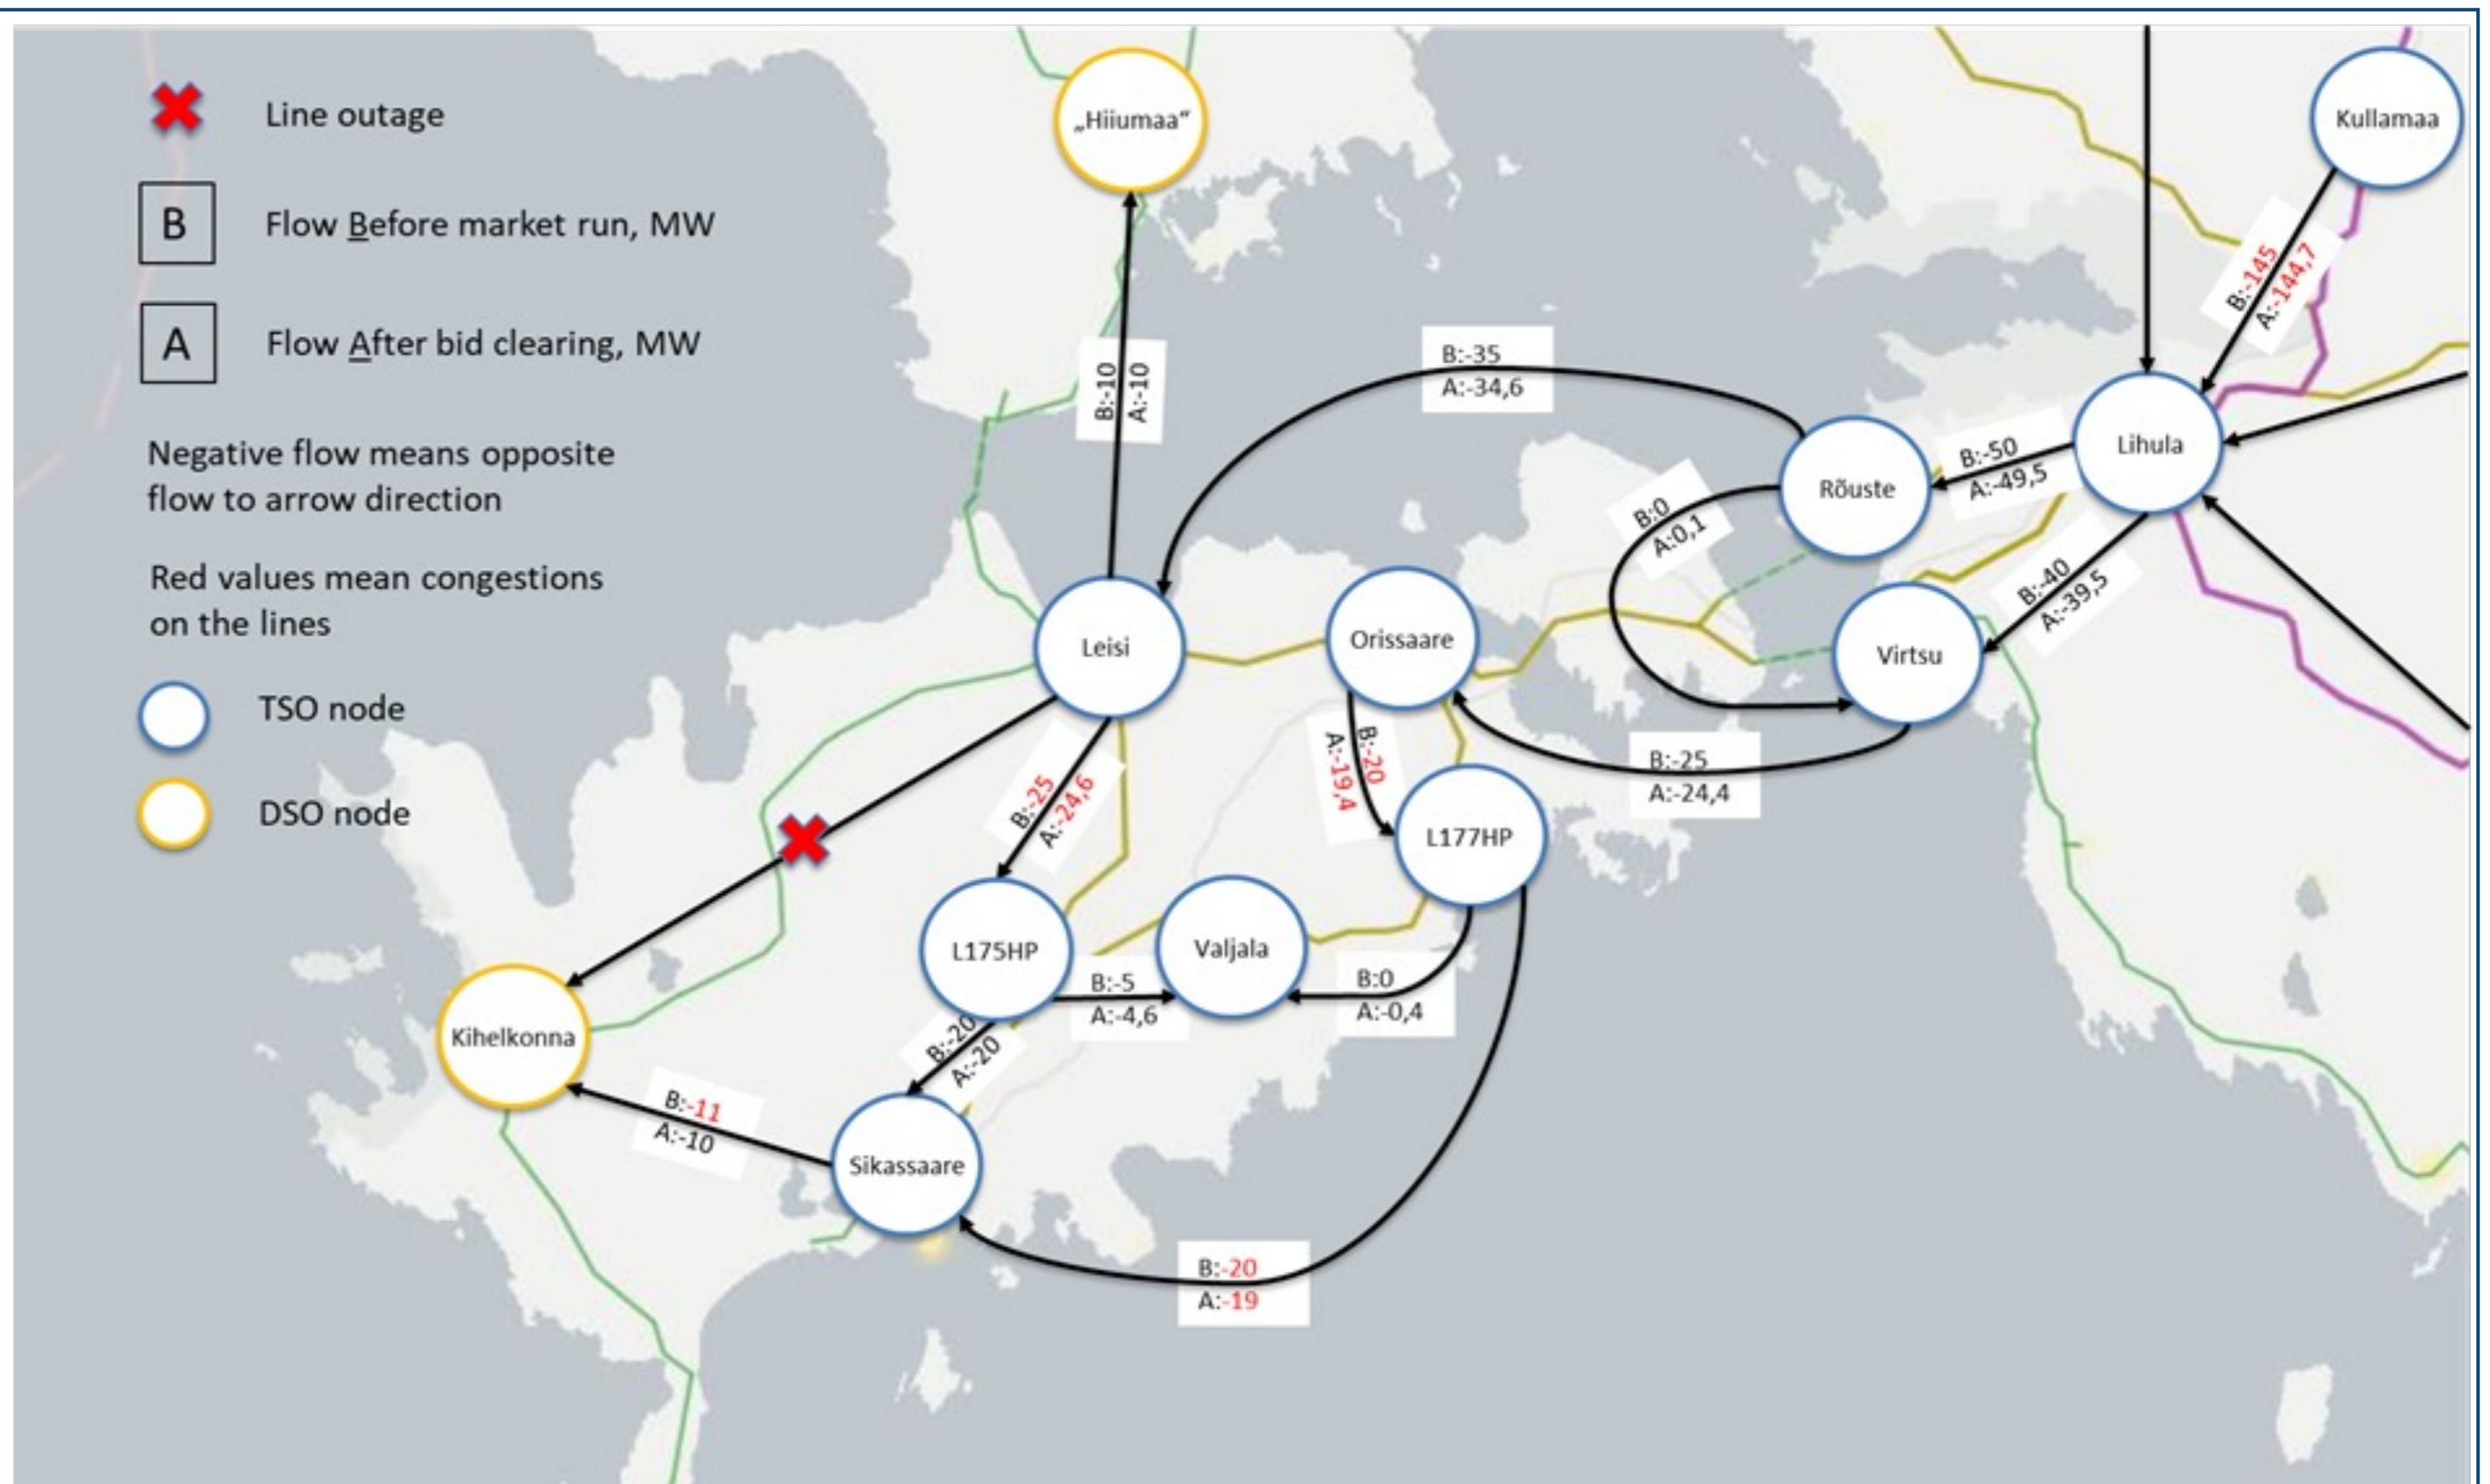 Line outage
B
Flow Before market run, MW
A
Flow After bid clearing, MW
Negative flow means opposite
flow to arrow direction
Red values mean congestions
on the lines
TSO node
DSO node
„Hiiumaa“
Kullamaa
B:-145
A:-144,7
B:-10
A:-10
B:-35
A:-34,6
Lihula
Rõuste
B:-50
A:-49,5
B:0
A:0,1
B:-40
A:-39,5
Leisi
Orissaare
Virtsu
B:-20
A:-19,4
B:-25
A:-24,4
B:-25
A:-24,6
L177HP
L175HP
Valjala
B:-5
A:-4,6
B:0
A:-0,4
Kihelkonna
B:-20
A:-20
B:-11
A:-10
Sikassaare
B:-20
A:-19